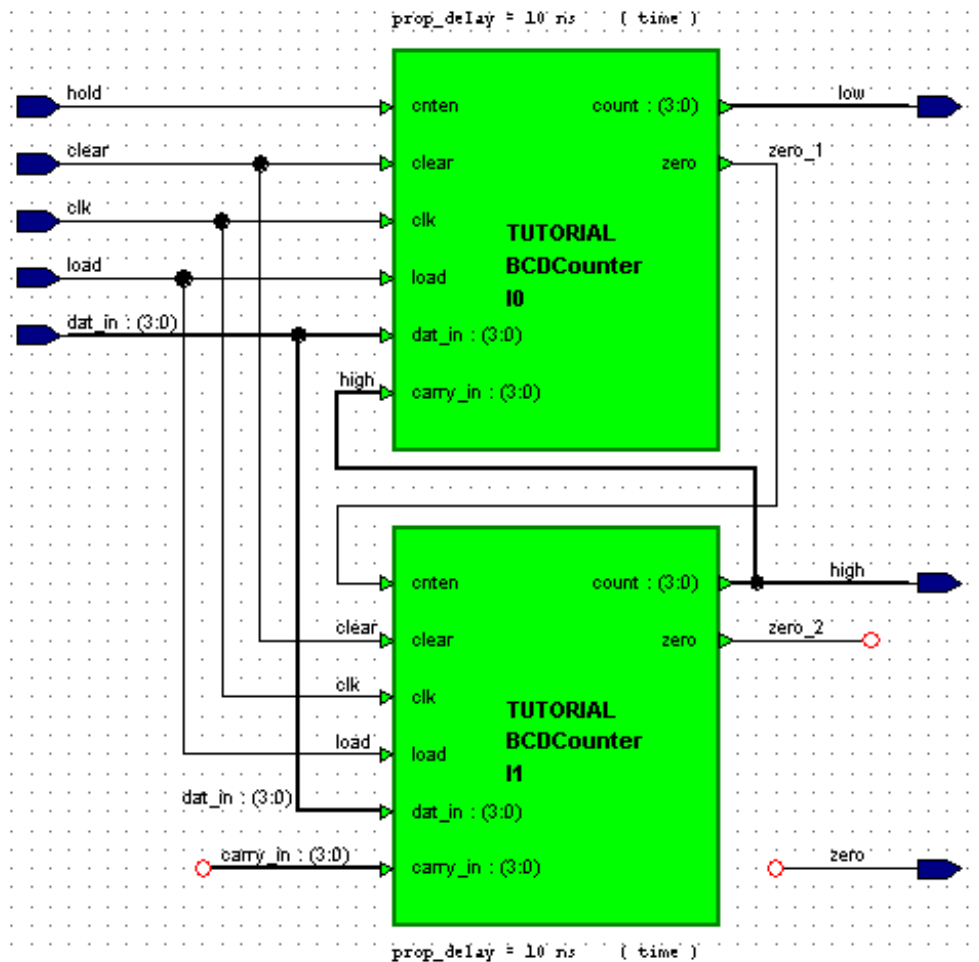 prop_delay = 10 ns ( time )
hold
cnten
count : (3:0)
low
clear
clear
zero
zero_1
clk
clk
TUTORIAL
BCDCounter
I0
load
load
dat_in : (3:0)
dat_in : (3:0)
high
carry_in : (3:0)
cnten
count : (3:0)
high
clear
clear
zero
zero_2
clk
clk
TUTORIAL
BCDCounter
I1
load
load
dat_in : (3:0)
dat_in : (3:0)
carry_in : (3:0)
carry_in : (3:0)
zero
prop_delay = 10 ns ( time )